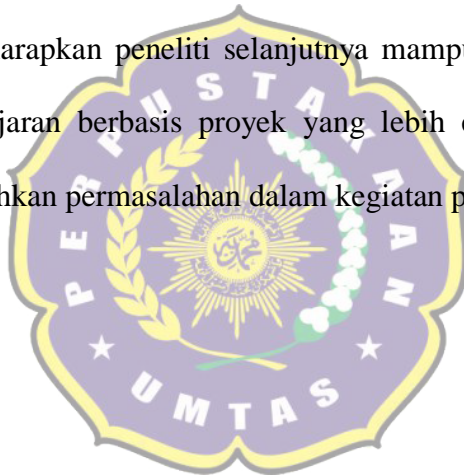 arapkan peneliti selanjutnya mampu
jaran berbasis proyek yang lebih
hkan permasalahan dalam kegiatan p
PERPUSTAKAAN
UMTAS